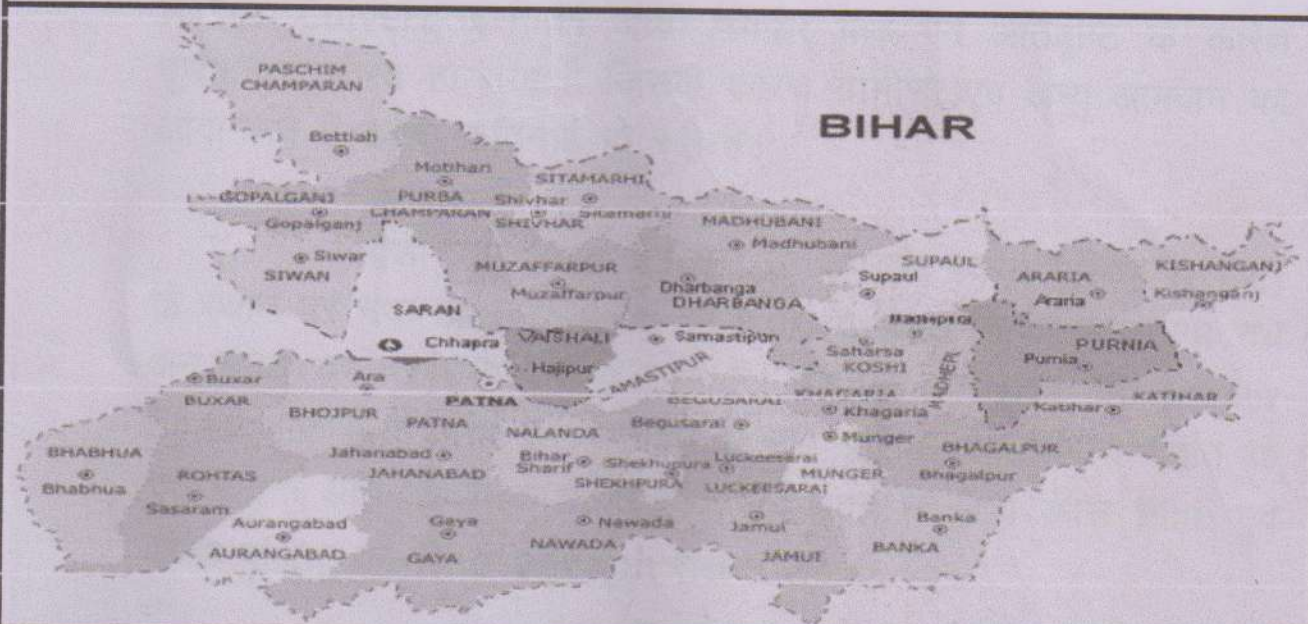 PASCHIM
CHAMPARAN
BIHAR
Bettiah
Motihari
SITAMARHI
GOPALGANJ
PURBA
CHAMPARAN
Shivhar
SHIVHAR
Gopalganj
MADHUBANI
Madhubani
Siwan
SIWAN
MUZAFFARPUR
Muzaffarpur
Dharbanga
DHARBANGA
SUPAUL
Supaul
ARARIA
Araria
KISHANGANJ
Kishanganj
SARAN
Chhapra
VAISHALI
Hajipur
Samastipur
Saharsa
KOSHI
PURNIA
Purnia
Buxar
BUXAR
Ara
BHOJPUR
PATNA
PATNA
BEGUSARAI
Begusarai
KHAGARIA
Khagaria
KATIHAR
Katihar
NALANDA
Munger
BHABHUA
Bhabhua
Jahanabad
JAHANABAD
Bihar
Sharif
Shekhupura
SHEKHPURA
Luckeesarai
LUCKEESARAI
MUNGER
BHAGALPUR
Bhagalpur
ROHTAS
Sasaram
Aurangabad
AURANGABAD
Gaya
GAYA
Nawada
NAWADA
Jamui
JAMUI
Banka
BANKA